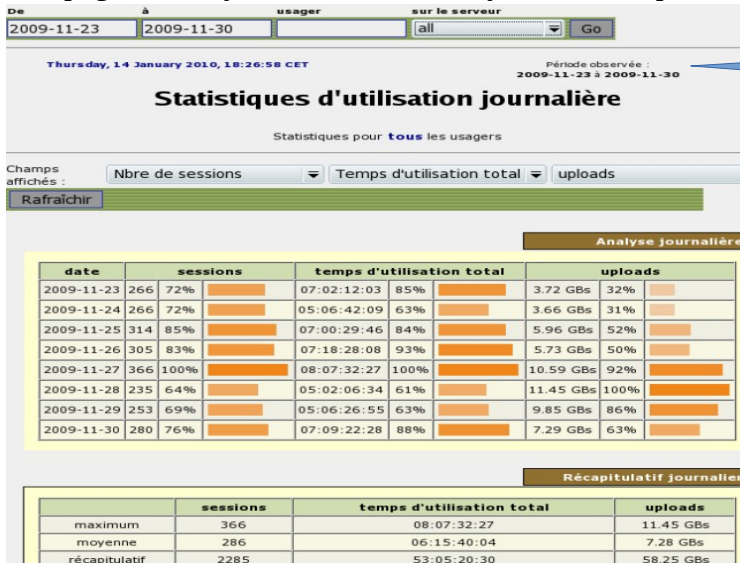 De à usager sur le serveur
2009-11-23 2009-11-30 all Go
Thursday, 14 January 2010, 18:26:58 CET
Période observée :
2009-11-23 à 2009-11-30
Statistiques d'utilisation journalière
Statistiques pour tous les usagers
Champs affichés : Nbre de sessions Temps d'utilisation total uploads
Rafraîchir
Analyse journalière
date sessions temps d'utilisation total uploads
2009-11-23 266 72% 07:02:12:03 85% 3.72 GBs 32%
2009-11-24 266 72% 05:06:42:09 63% 3.66 GBs 31%
2009-11-25 314 85% 07:00:29:46 84% 5.96 GBs 52%
2009-11-26 305 83% 07:18:28:08 93% 5.73 GBs 50%
2009-11-27 366 100% 08:07:32:27 100% 10.59 GBs 92%
2009-11-28 235 64% 05:02:06:34 61% 11.45 GBs 100%
2009-11-29 253 69% 05:06:26:55 63% 9.85 GBs 86%
2009-11-30 280 76% 07:09:22:28 88% 7.29 GBs 63%
Récapitulatif journalier
sessions temps d'utilisation total uploads
maximum 366 08:07:32:27 11.45 GBs
moyenne 286 06:15:40:04 7.28 GBs
récapitulatif 2285 53:05:20:30 58.25 GBs